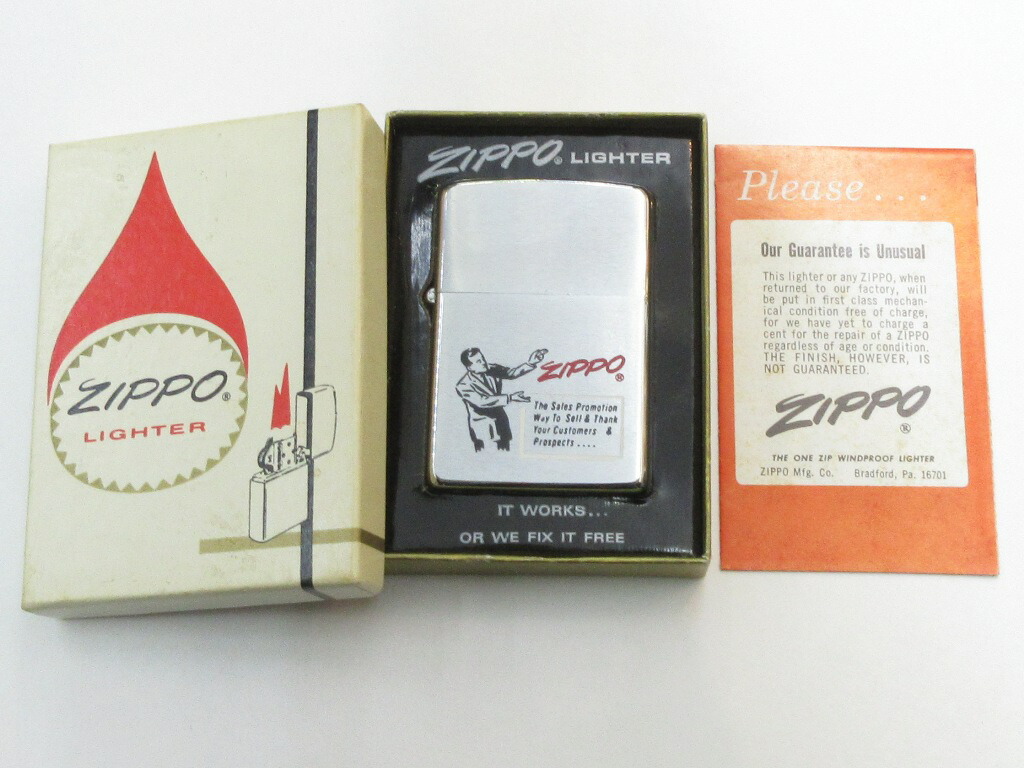 ZIPPO®
LIGHTER
ZIPPO® LIGHTER
ZIPPO®
The Sales Promotion
Way To Sell & Thank
Your Customers &
Prospects....
IT WORKS...
OR WE FIX IT FREE
Please...
Our Guarantee is Unusual
This lighter or any ZIPPO, when
returned to our factory, will
be put in first class mechan-
ical condition free of charge,
for we have yet to charge a
cent for the repair of a ZIPPO
regardless of age or condition.
THE FINISH, HOWEVER, IS
NOT GUARANTEED.
ZIPPO®
THE ONE ZIP WINDPROOF LIGHTER
ZIPPO Mfg. Co. Bradford, Pa. 16701